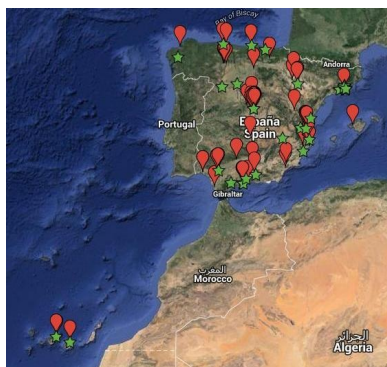 Bay of Biscay
Andorra
España
Spain
Portugal
Gibraltar
المغرب
Morocco
الجزائر
Algeria